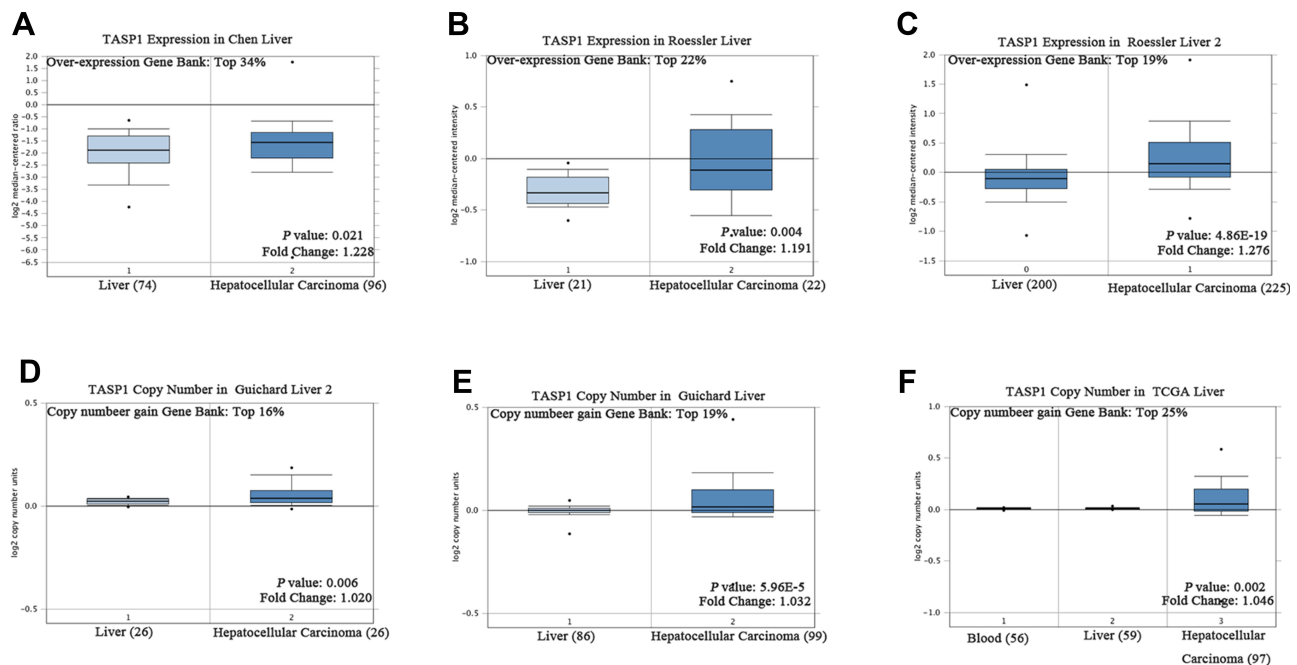 A
TASP1 Expression in Chen Liver
Over-expression Gene Bank: Top 34%
log2 median-centered ratio
2.0
1.5
1.0
0.5
0.0
-0.5
-1.0
-1.5
-2.0
-2.5
-3.0
-3.5
-4.0
-4.5
-5.0
-5.5
-6.0
-6.5
P value: 0.021
Fold Change: 1.228
1 2
Liver (74) Hepatocellular Carcinoma (96)
B
TASP1 Expression in Roessler Liver
Over-expression Gene Bank: Top 22%
log2 median-centered intensity
1.0
0.5
0.0
-0.5
-1.0
P value: 0.004
Fold Change: 1.191
1 2
Liver (21) Hepatocellular Carcinoma (22)
C
TASP1 Expression in Roessler Liver 2
Over-expression Gene Bank: Top 19%
log2 median-centered intensity
2.0
1.5
1.0
0.5
0.0
-0.5
-1.0
-1.5
P value: 4.86E-19
Fold Change: 1.276
0 1
Liver (200) Hepatocellular Carcinoma (225)
D
TASP1 Copy Number in Guichard Liver 2
Copy numbeer gain Gene Bank: Top 16%
log2 copy number units
0.5
0.0
-0.5
P value: 0.006
Fold Change: 1.020
1 2
Liver (26) Hepatocellular Carcinoma (26)
E
TASP1 Copy Number in Guichard Liver
Copy numbeer gain Gene Bank: Top 19%
log2 copy number units
0.5
0.0
-0.5
P value: 5.96E-5
Fold Change: 1.032
1 2
Liver (86) Hepatocellular Carcinoma (99)
F
TASP1 Copy Number in TCGA Liver
Copy numbeer gain Gene Bank: Top 25%
log2 copy number units
1.0
0.5
0.0
-0.5
-1.0
P value: 0.002
Fold Change: 1.046
1 2 3
Blood (56) Liver (59) Hepatocellular
Carcinoma (97)